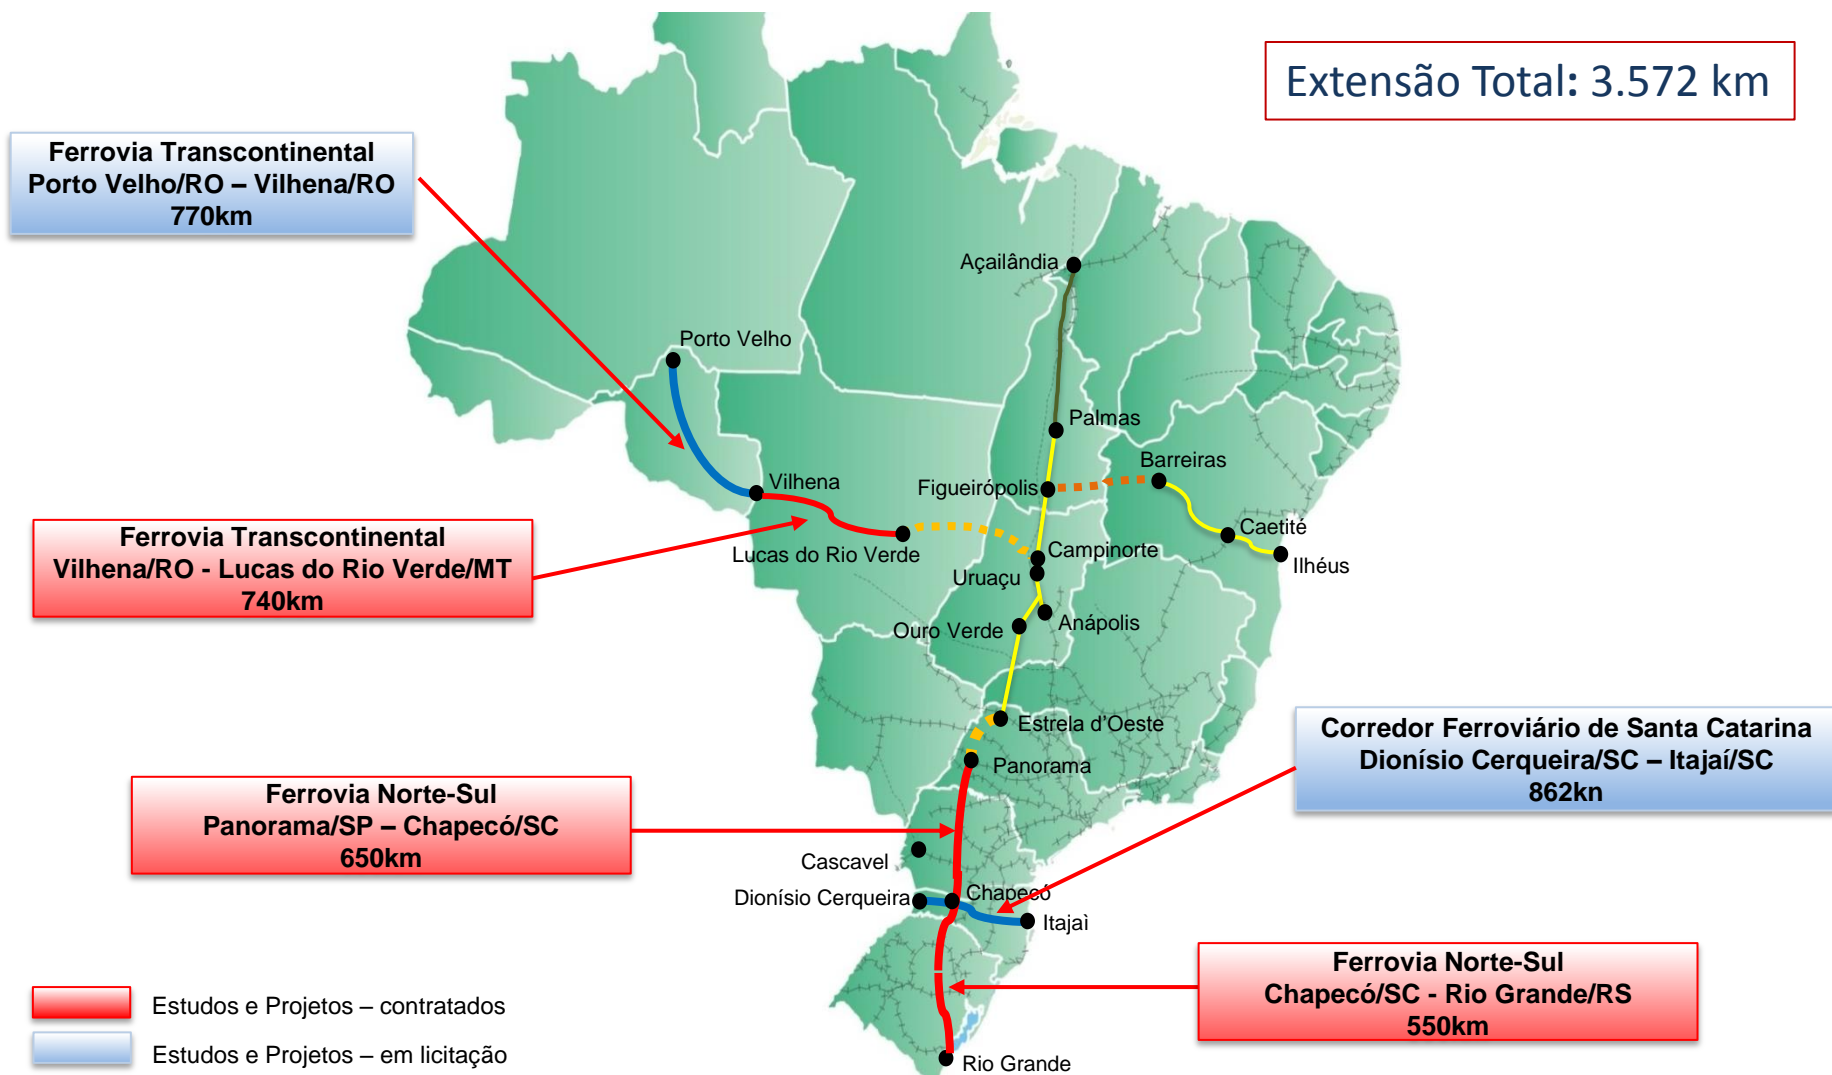 Extensão Total: 3.572 km
Ferrovia Transcontinental
Porto Velho/RO – Vilhena/RO
770km
Açailândia
Porto Velho
Palmas
Barreiras
Vilhena
Figueirópolis
Caetité
Ferrovia Transcontinental
Vilhena/RO - Lucas do Rio Verde/MT
740km
Lucas do Rio Verde
Campinorte
Ilhéus
Uruaçu
Anápolis
Ouro Verde
Estrela d’Oeste
Corredor Ferroviário de Santa Catarina
Dionísio Cerqueira/SC – Itajaí/SC
862kn
Panorama
Ferrovia Norte-Sul
Panorama/SP – Chapecó/SC
650km
Cascavel
Dionísio Cerqueira
Chapecó
Itajaì
Ferrovia Norte-Sul
Chapecó/SC - Rio Grande/RS
550km
Estudos e Projetos – contratados
Estudos e Projetos – em licitação
Rio Grande